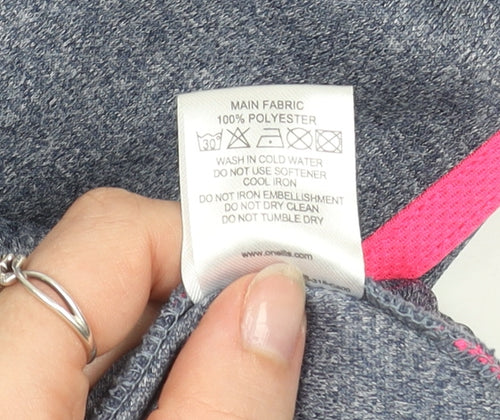 MAIN FABRIC
100% POLYESTER
30°
WASH IN COLD WATER
DO NOT USE SOFTENER
COOL IRON
DO NOT IRON EMBELLISHMENT
DO NOT DRY CLEAN
DO NOT TUMBLE DRY
www.oneills.com